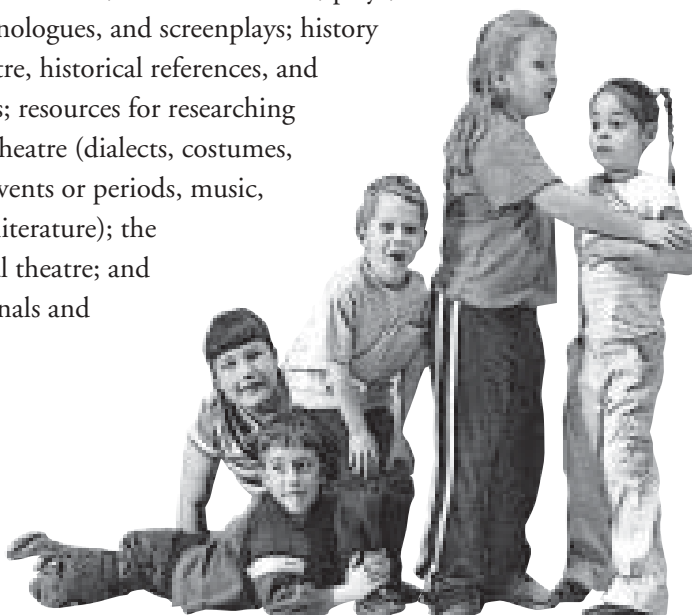 nologues, and screenplays; history
tre, historical references, and
s; resources for researching
heatre (dialects, costumes,
vents or periods, music,
literature); the
l theatre; and
nals and